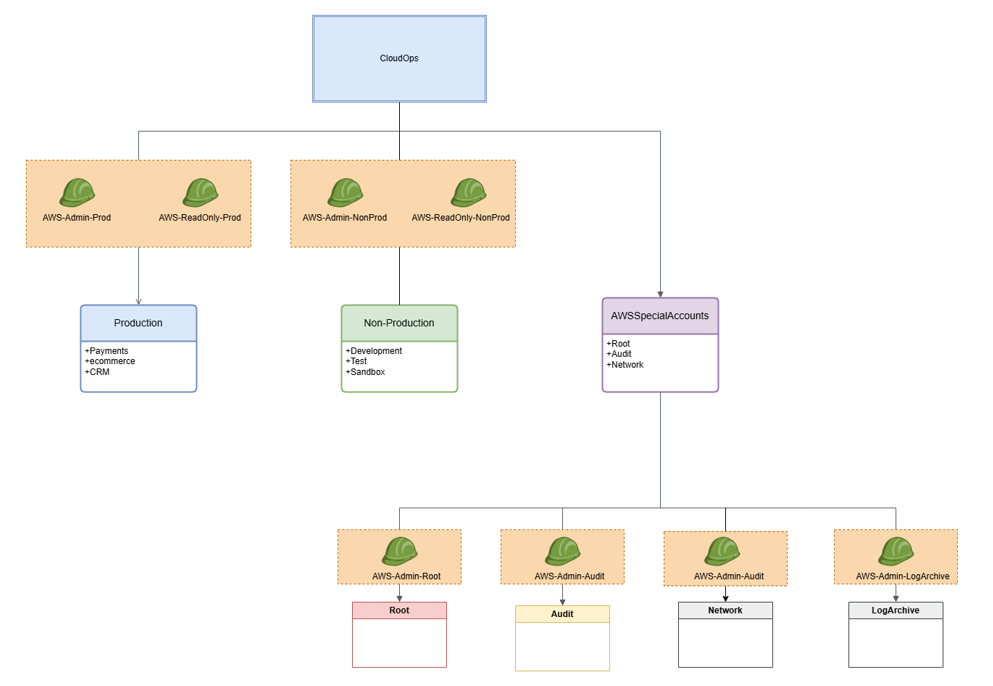 CloudOps
AWS-Admin-Prod
AWS-ReadOnly-Prod
AWS-Admin-NonProd
AWS-ReadOnly-NonProd
Production
+Payments
+ecommerce
+CRM
Non-Production
+Development
+Test
+Sandbox
AWSSpecialAccounts
+Root
+Audit
+Network
AWS-Admin-Root
AWS-Admin-Audit
AWS-Admin-Audit
AWS-Admin-LogArchive
Root
Audit
Network
LogArchive